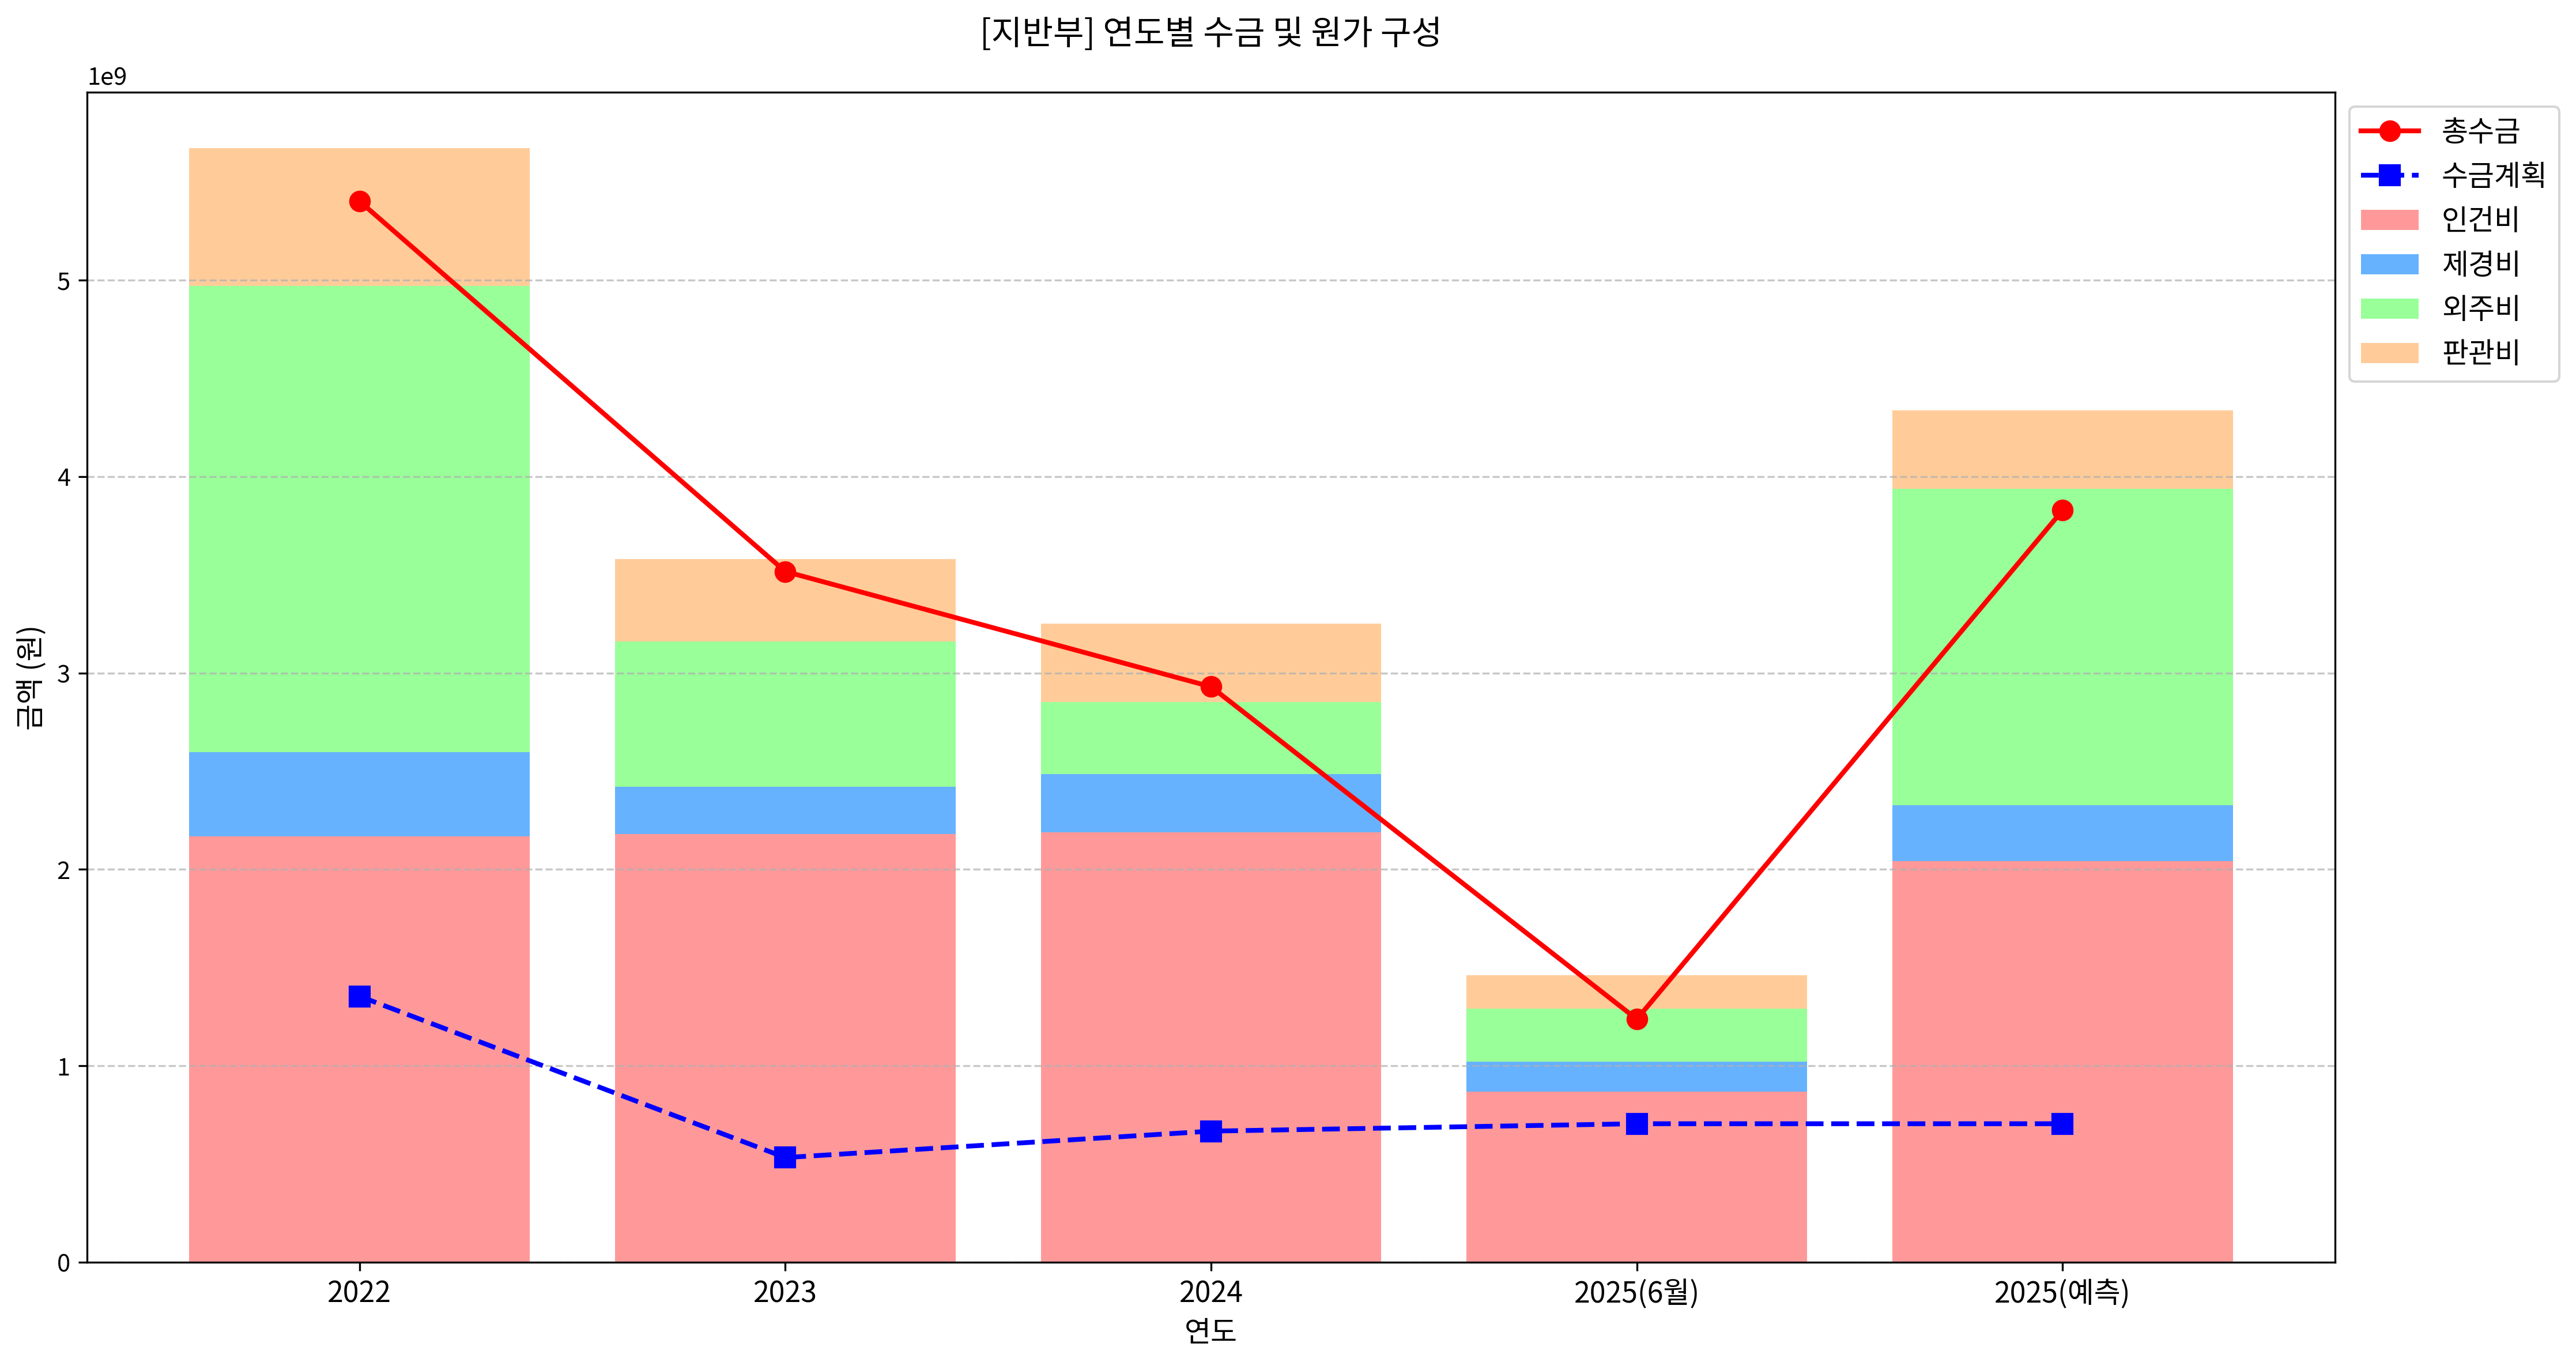 [지반부] 연도별 수금 및 원가 구성
1e9
5
4
3
2
1
0
금액 (원)
2022
2023
2024
2025(6월)
2025(예측)
연도
총수금
수금계획
인건비
제경비
외주비
판관비